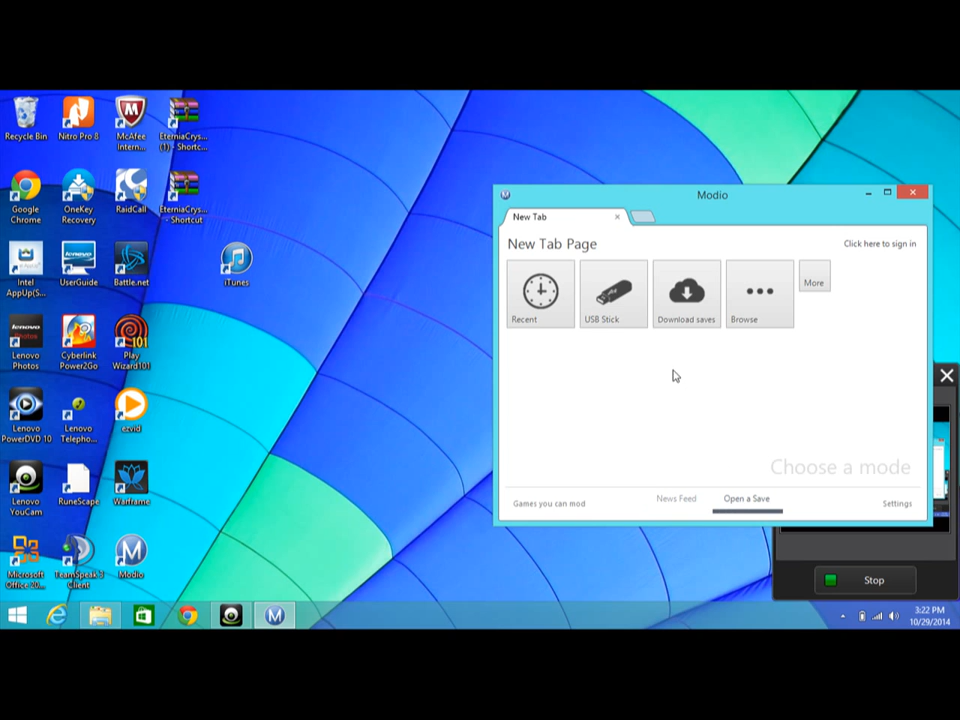 Recycle Bin
Nitro Pro 8
McAfee Intern...
EterniaCrys... (1) - Shortc...
Google Chrome
OneKey Recovery
RaidCall
EterniaCrys... - Shortcut
Intel AppUp(S...
UserGuide
Battle.net
iTunes
Lenovo Photos
Cyberlink Power2Go
Play Wizard101
Lenovo PowerDVD 10
Lenovo Telepho...
ezvid
Lenovo YouCam
RuneScape
Warframe
Microsoft Office 20...
TeamSpeak 3 Client
Modio
Modio
New Tab
New Tab Page
Click here to sign in
Recent
USB Stick
Download saves
Browse
More
Choose a mode
Games you can mod
News Feed
Open a Save
Settings
Stop
3:22 PM
10/29/2014